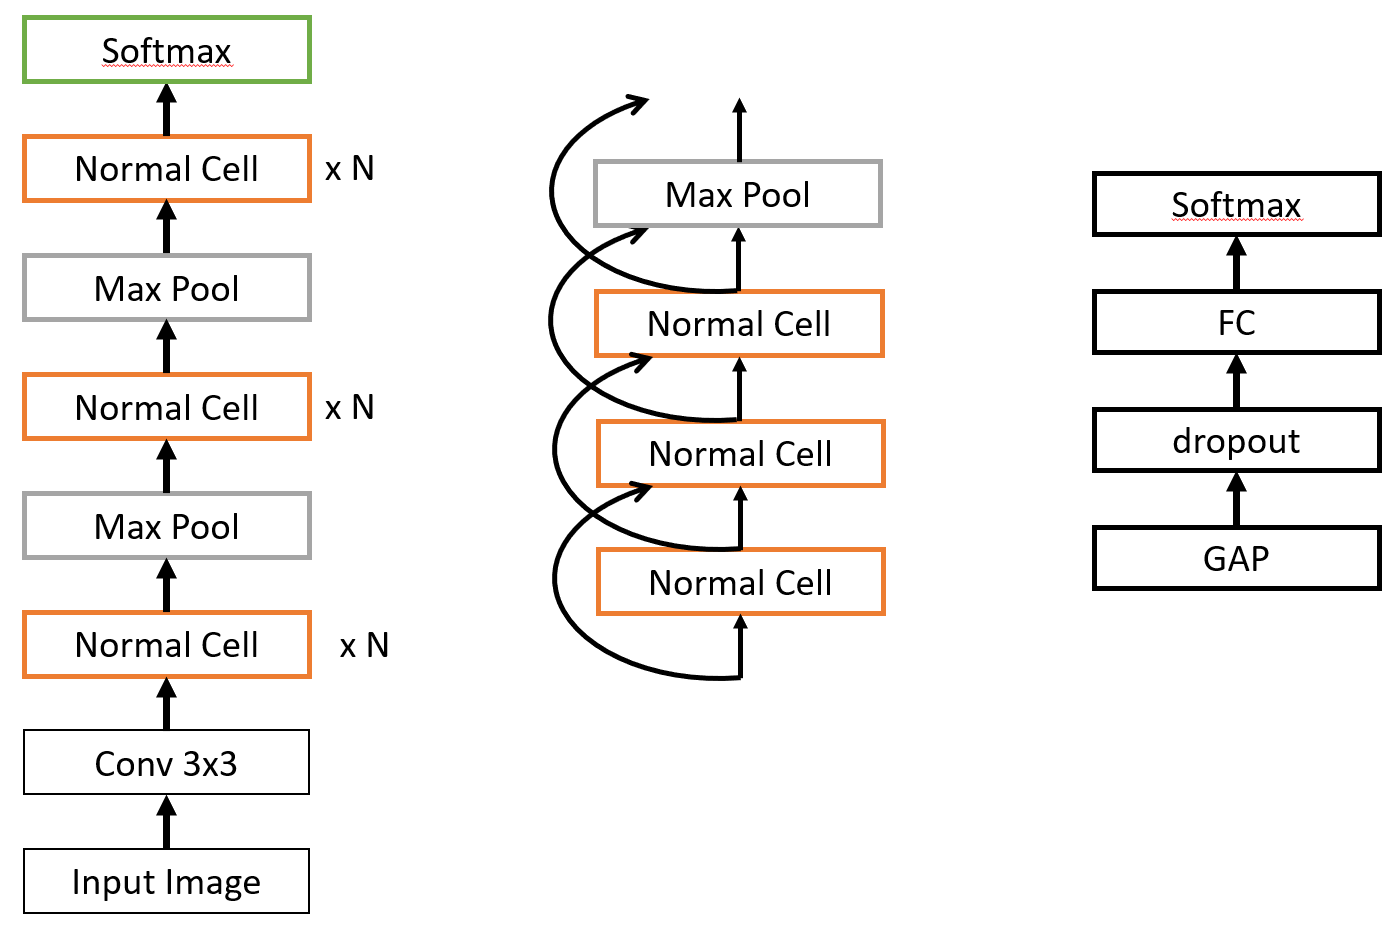 Softmax
Normal Cell x N
Max Pool
Normal Cell x N
Max Pool
Normal Cell x N
Conv 3x3
Input Image
Max Pool
Normal Cell
Normal Cell
Normal Cell
Softmax
FC
dropout
GAP